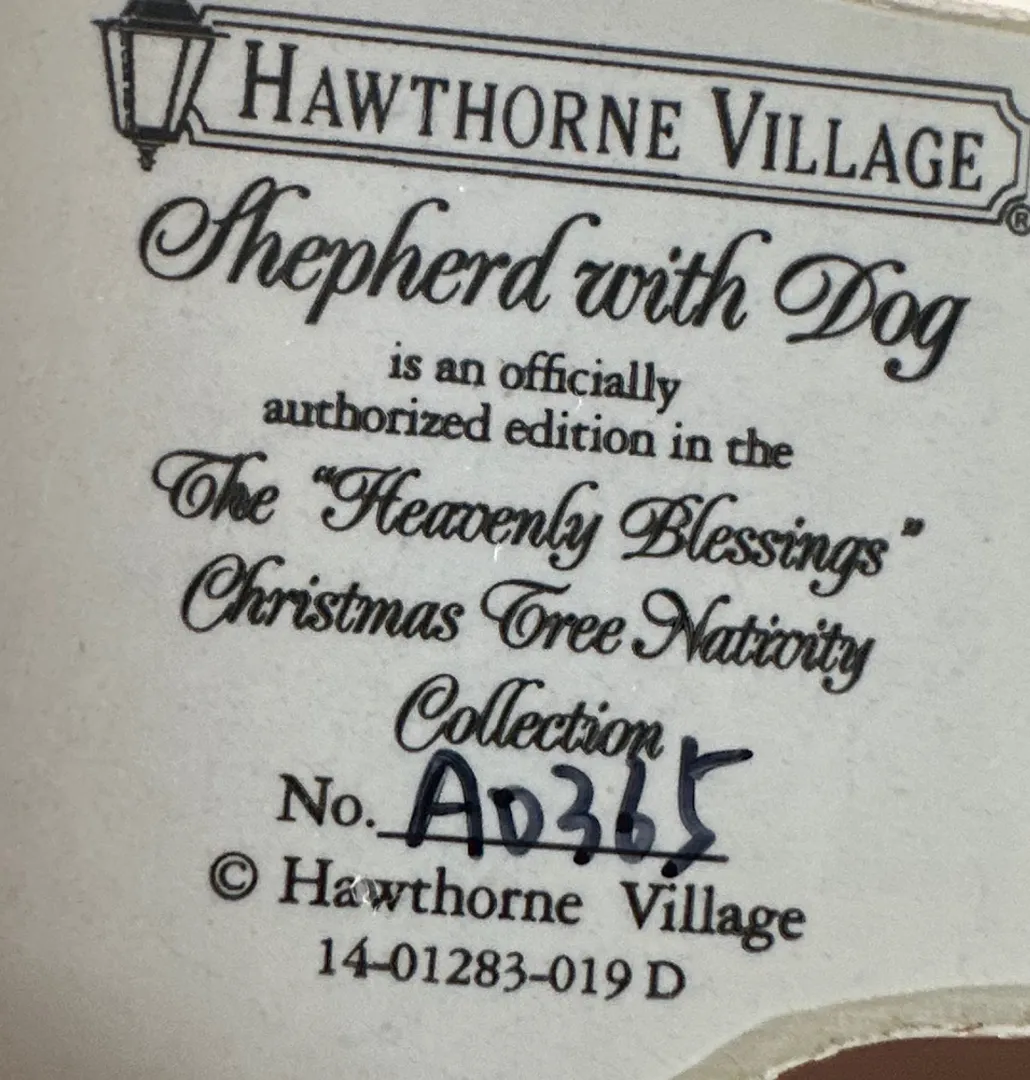 HAWTHORNE VILLAGE
®
Shepherd with Dog
is an officially
authorized edition in the
The "Heavenly Blessings"
Christmas Tree Nativity
Collection
No. A0365
© Hawthorne Village
14-01283-019 D